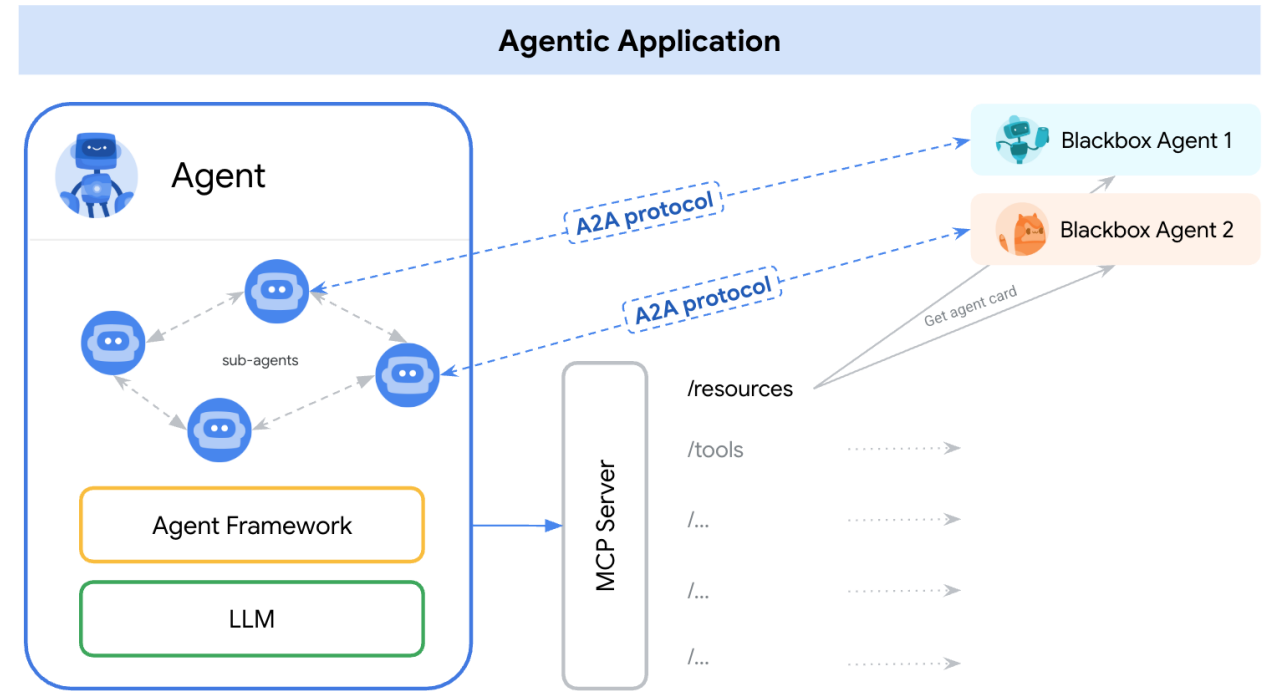 Agentic Application
Agent
sub-agents
Agent Framework
LLM
A2A protocol
A2A protocol
Blackbox Agent 1
Blackbox Agent 2
Get agent card
MCP Server
/resources
/tools
/...
/...
/...